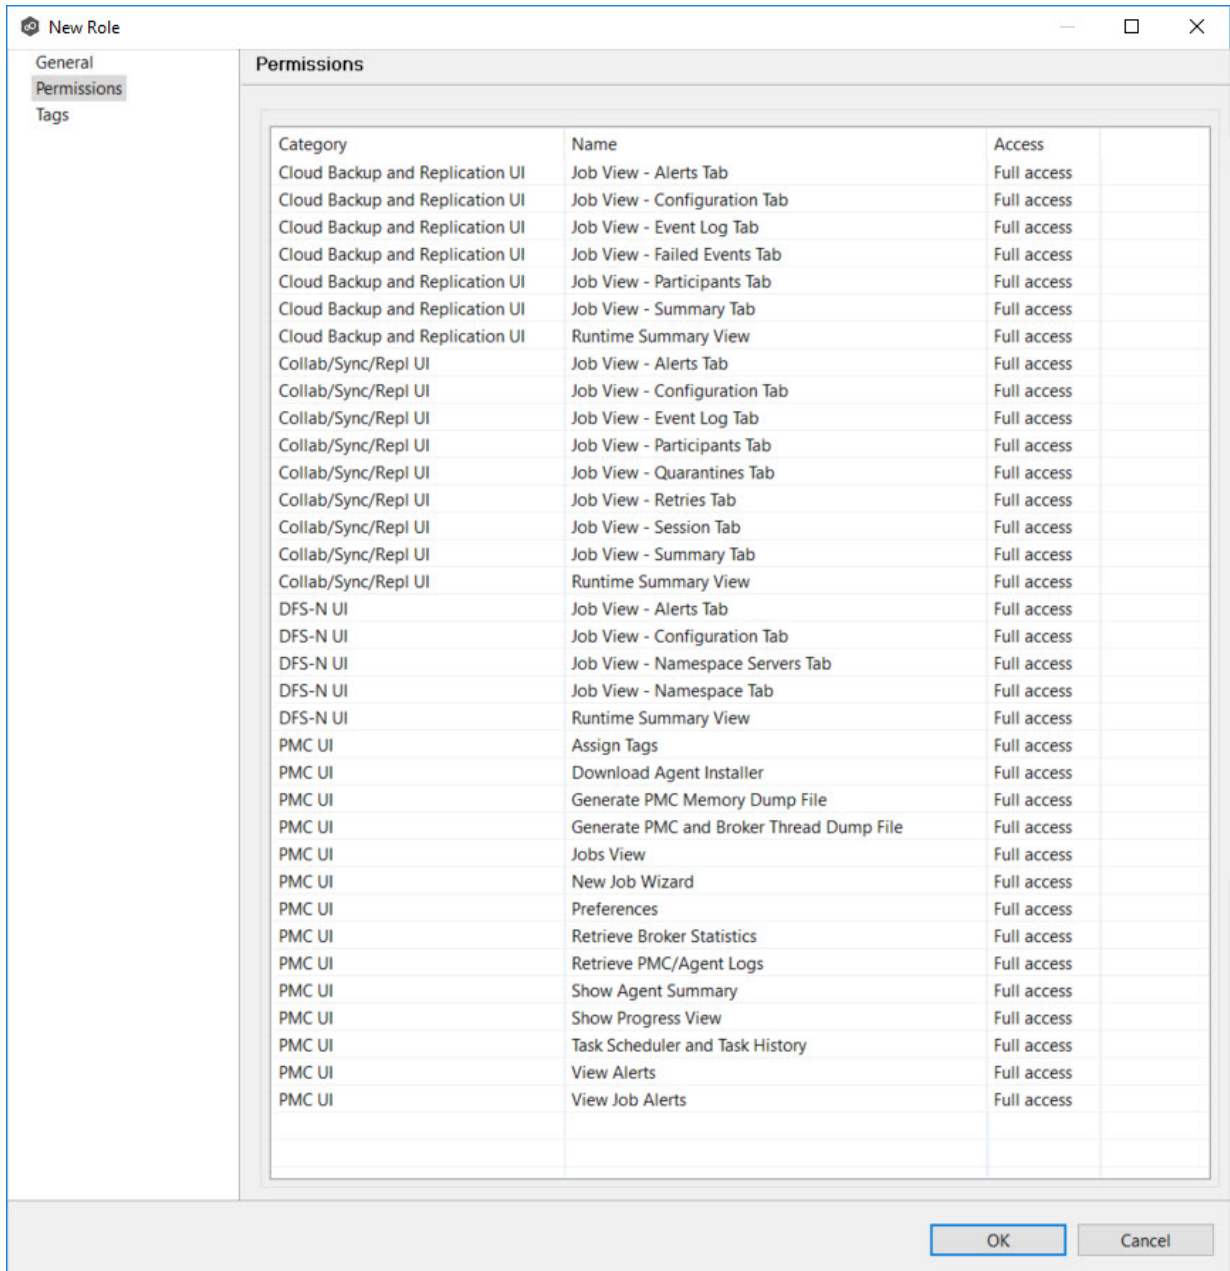 New Role
General
Permissions
Tags
Permissions
Category Name Access
Cloud Backup and Replication UI Job View - Alerts Tab Full access
Cloud Backup and Replication UI Job View - Configuration Tab Full access
Cloud Backup and Replication UI Job View - Event Log Tab Full access
Cloud Backup and Replication UI Job View - Failed Events Tab Full access
Cloud Backup and Replication UI Job View - Participants Tab Full access
Cloud Backup and Replication UI Job View - Summary Tab Full access
Cloud Backup and Replication UI Runtime Summary View Full access
Collab/Sync/Repl UI Job View - Alerts Tab Full access
Collab/Sync/Repl UI Job View - Configuration Tab Full access
Collab/Sync/Repl UI Job View - Event Log Tab Full access
Collab/Sync/Repl UI Job View - Participants Tab Full access
Collab/Sync/Repl UI Job View - Quarantines Tab Full access
Collab/Sync/Repl UI Job View - Retries Tab Full access
Collab/Sync/Repl UI Job View - Session Tab Full access
Collab/Sync/Repl UI Job View - Summary Tab Full access
Collab/Sync/Repl UI Runtime Summary View Full access
DFS-N UI Job View - Alerts Tab Full access
DFS-N UI Job View - Configuration Tab Full access
DFS-N UI Job View - Namespace Servers Tab Full access
DFS-N UI Job View - Namespace Tab Full access
DFS-N UI Runtime Summary View Full access
PMC UI Assign Tags Full access
PMC UI Download Agent Installer Full access
PMC UI Generate PMC Memory Dump File Full access
PMC UI Generate PMC and Broker Thread Dump File Full access
PMC UI Jobs View Full access
PMC UI New Job Wizard Full access
PMC UI Preferences Full access
PMC UI Retrieve Broker Statistics Full access
PMC UI Retrieve PMC/Agent Logs Full access
PMC UI Show Agent Summary Full access
PMC UI Show Progress View Full access
PMC UI Task Scheduler and Task History Full access
PMC UI View Alerts Full access
PMC UI View Job Alerts Full access
OK Cancel